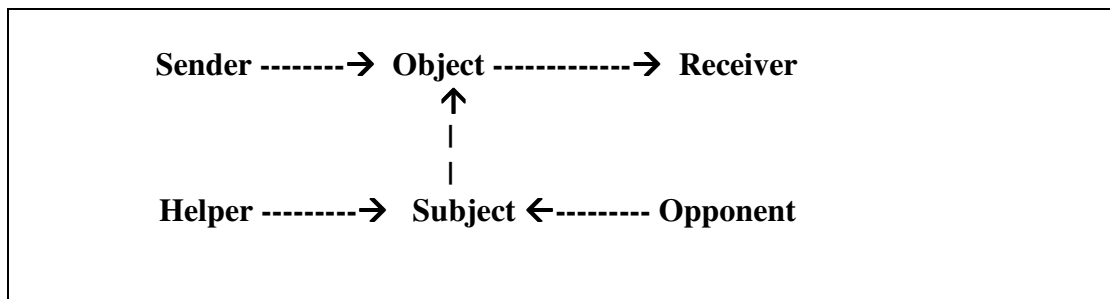 Sender --------→ Object -------------→ Receiver
↑
|
|
Helper ---------→ Subject ←--------- Opponent